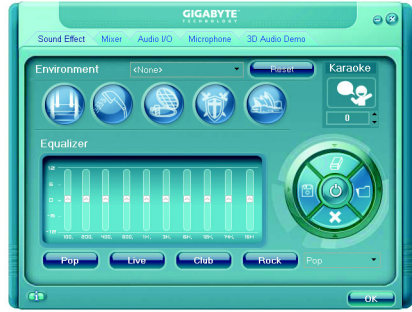 GIGABYTE
TECHNOLOGY
Sound Effect Mixer Audio I/O Microphone 3D Audio Demo
Environment <None> Reset Karaoke
0
Equalizer
Pop Live Club Rock Pop
OK